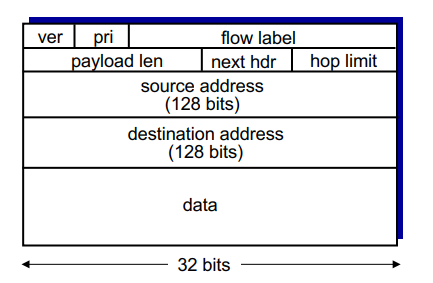 ver pri flow label
payload len next hdr hop limit
source address
(128 bits)
destination address
(128 bits)
data
32 bits